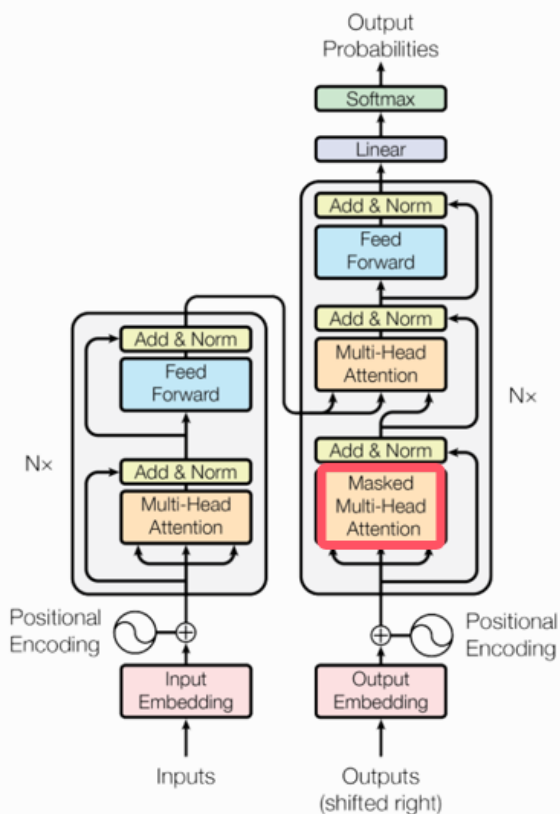 Output
Probabilities
Softmax
Linear
Add & Norm
Feed
Forward
Add & Norm
Multi-Head
Attention
Add & Norm
Masked
Multi-Head
Attention
Nx
Add & Norm
Feed
Forward
Add & Norm
Multi-Head
Attention
Nx
Positional
Encoding
Positional
Encoding
Input
Embedding
Output
Embedding
Inputs
Outputs
(shifted right)